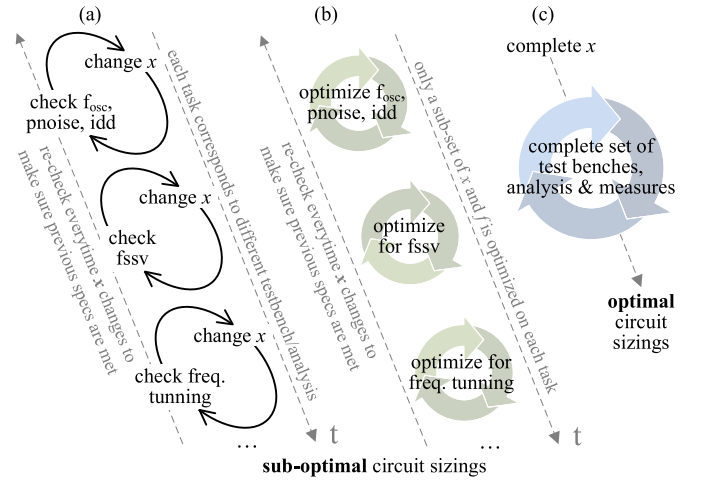 (a)
change x
check fosc,
pnoise, idd
each task corresponds to different testbench/analysis
re-check everytime x changes to
make sure previous specs are met
change x
check
fssv
change x
check freq.
tunning
...
t
(b)
optimize fosc,
pnoise, idd
only a sub-set of x and f is optimized on each task
re-check everytime x changes to
make sure previous specs are met
optimize
for fssv
optimize for
freq. tunning
...
t
sub-optimal circuit sizings
(c)
complete x
complete set of
test benches,
analysis & measures
optimal
circuit
sizings